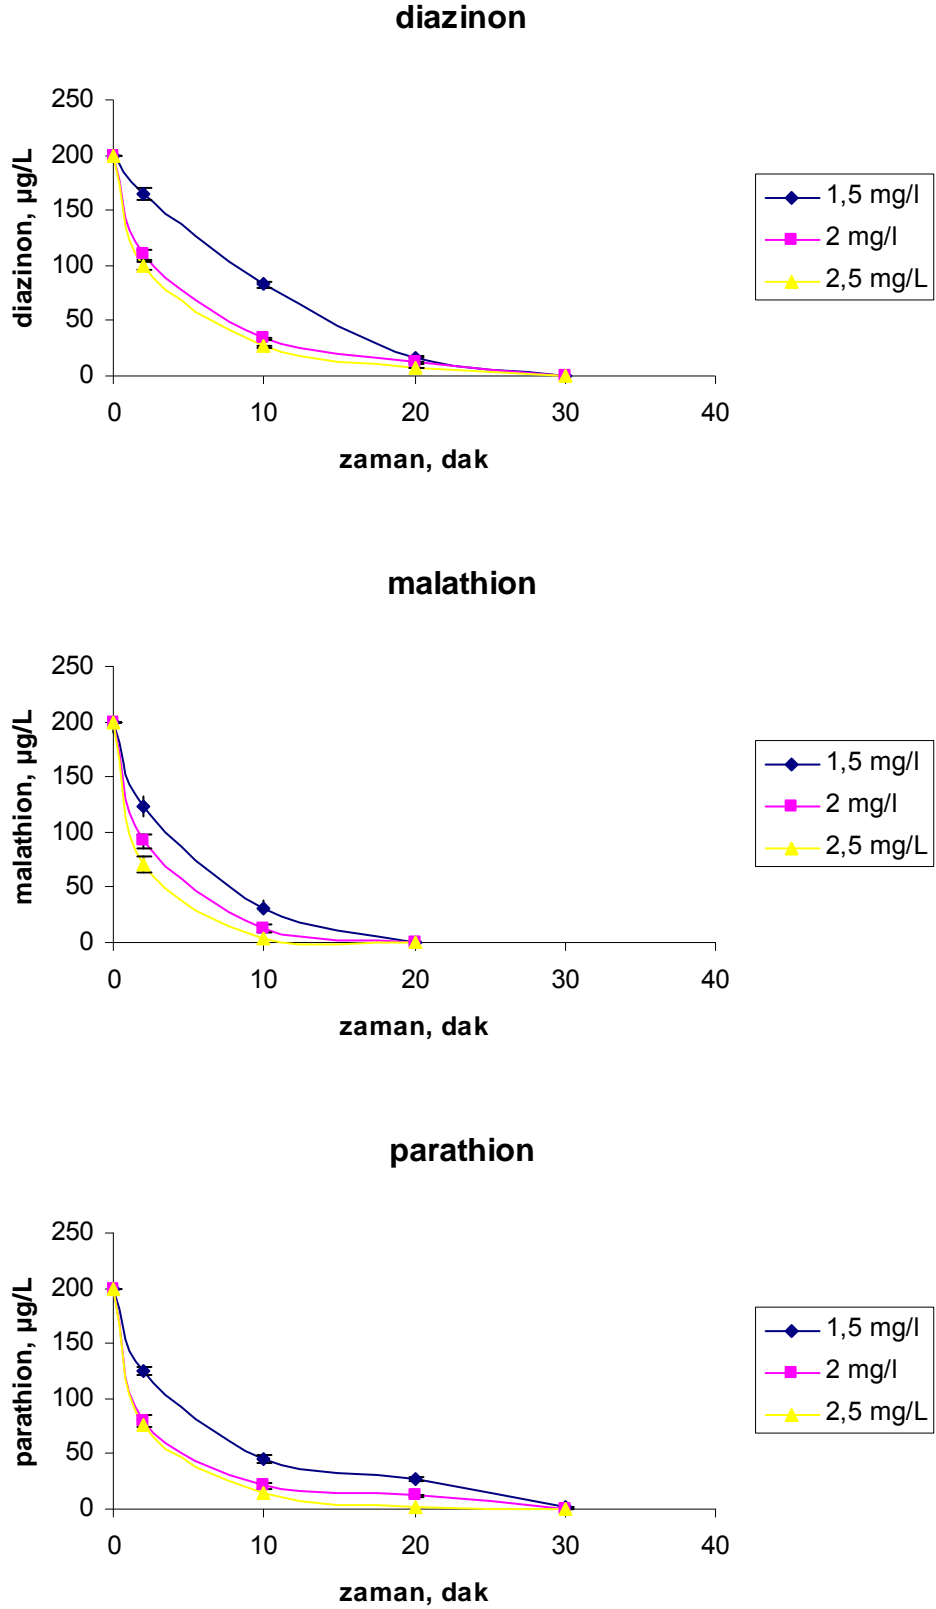 diazinon
250
200
150
100
50
0
diazinon, µg/L
0 10 20 30 40
zaman, dak
1,5 mg/l
2 mg/l
2,5 mg/L
malathion
250
200
150
100
50
0
malathion, µg/L
0 10 20 30 40
zaman, dak
1,5 mg/l
2 mg/l
2,5 mg/L
parathion
250
200
150
100
50
0
parathion, µg/L
0 10 20 30 40
zaman, dak
1,5 mg/l
2 mg/l
2,5 mg/L